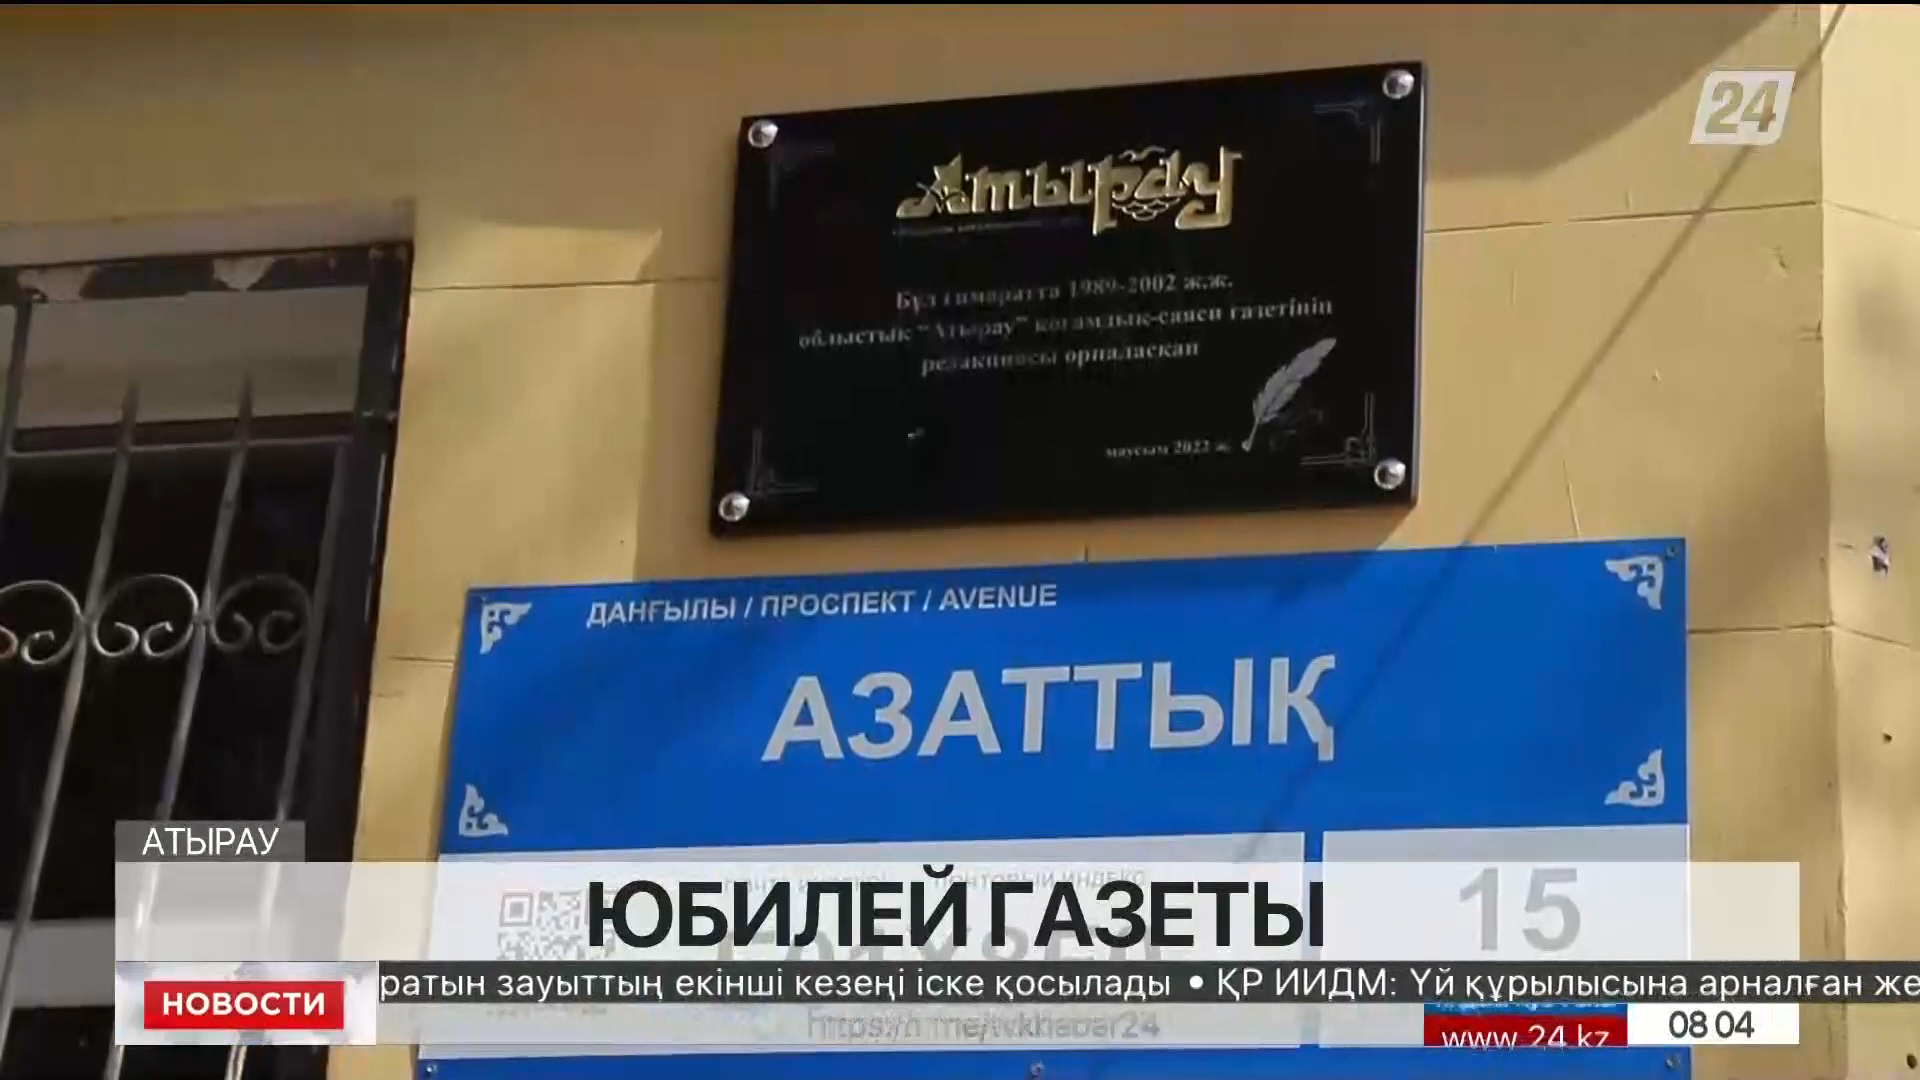 24
Атырау
Бұл ғимаратта 1989-2002 ж.ж.
облыстық "Атырау" қоғамдық-саяси газетінің
редакциясы орналасқан
маусым 2022 ж.
ДАНҒЫЛЫ / ПРОСПЕКТ / AVENUE
АЗАТТЫҚ
15
АТЫРАУ
ЮБИЛЕЙ ГАЗЕТЫ
НОВОСТИ
ратын зауыттың екінші кезеңі іске қосылады • ҚР ИИДМ: Үй құрылысына арналған же
www.24.kz
08 04